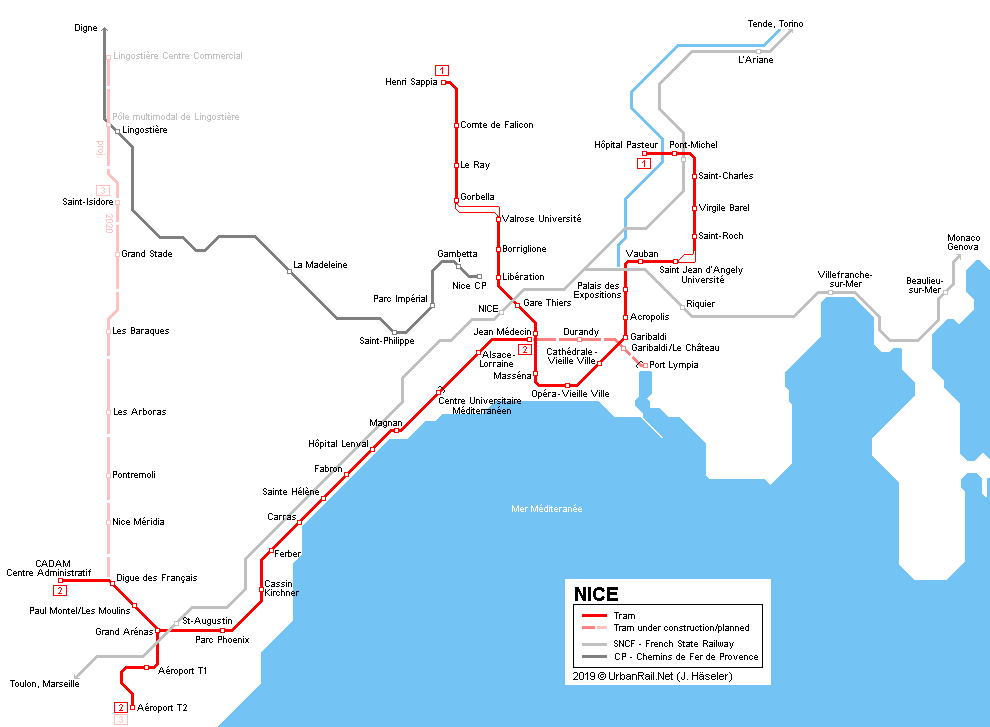 Digne
Tende, Torino
Lingostière Centre Commercial
L'Ariane
1
Henri Sappia
Pôle multimodal de Lingostière
Lingostière
Comte de Falicon
proj
Hôpital Pasteur
Pont-Michel
1
Le Ray
Saint-Charles
3
Saint-Isidore
2020
Gorbella
Virgile Barel
Valrose Université
Saint-Roch
Monaco
Genova
Grand Stade
Borriglione
Gambetta
Vauban
La Madeleine
Saint Jean d'Angely
Université
Libération
Nice CP
Villefranche-
sur-Mer
Beaulieu-
sur-Mer
Palais des
Expositions
Parc Impérial
Gare Thiers
NICE
Riquier
Acropolis
Les Baraques
Saint-Philippe
Jean Médecin
Durandy
Garibaldi
Garibaldi/Le Château
2
Alsace-
Lorraine
Cathédrale-
Vieille Ville
Port Lympia
Masséna
Opéra-Vieille Ville
Centre Universitaire
Méditerranéen
Les Arboras
Magnan
Hôpital Lenval
Fabron
Pontremoli
Sainte Hélène
Mer Méditeranée
Carras
Nice Méridia
Ferber
CADAM
Centre Administratif
2
Digue des Français
Cassin
Kirchner
Paul Montel/Les Moulins
St-Augustin
Grand Arénas
Parc Phoenix
Aéroport T1
Toulon, Marseille
2
3
Aéroport T2
NICE
Tram
Tram under construction/planned
SNCF - French State Railway
CP - Chemins de Fer de Provence
2019 © UrbanRail.Net (J. Häseler)